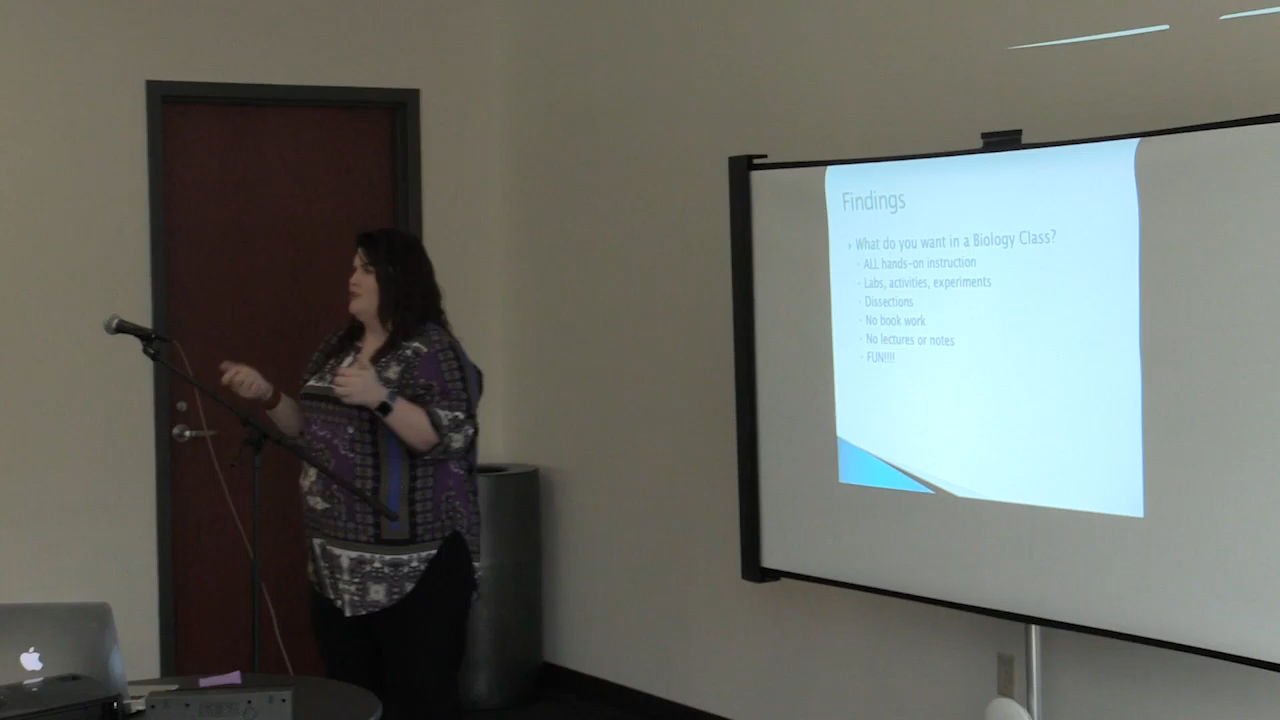 Findings
What do you want in a Biology Class?
ALL hands-on instruction
Labs, activities, experiments
Dissections
No book work
No lectures or notes
FUN!!!!